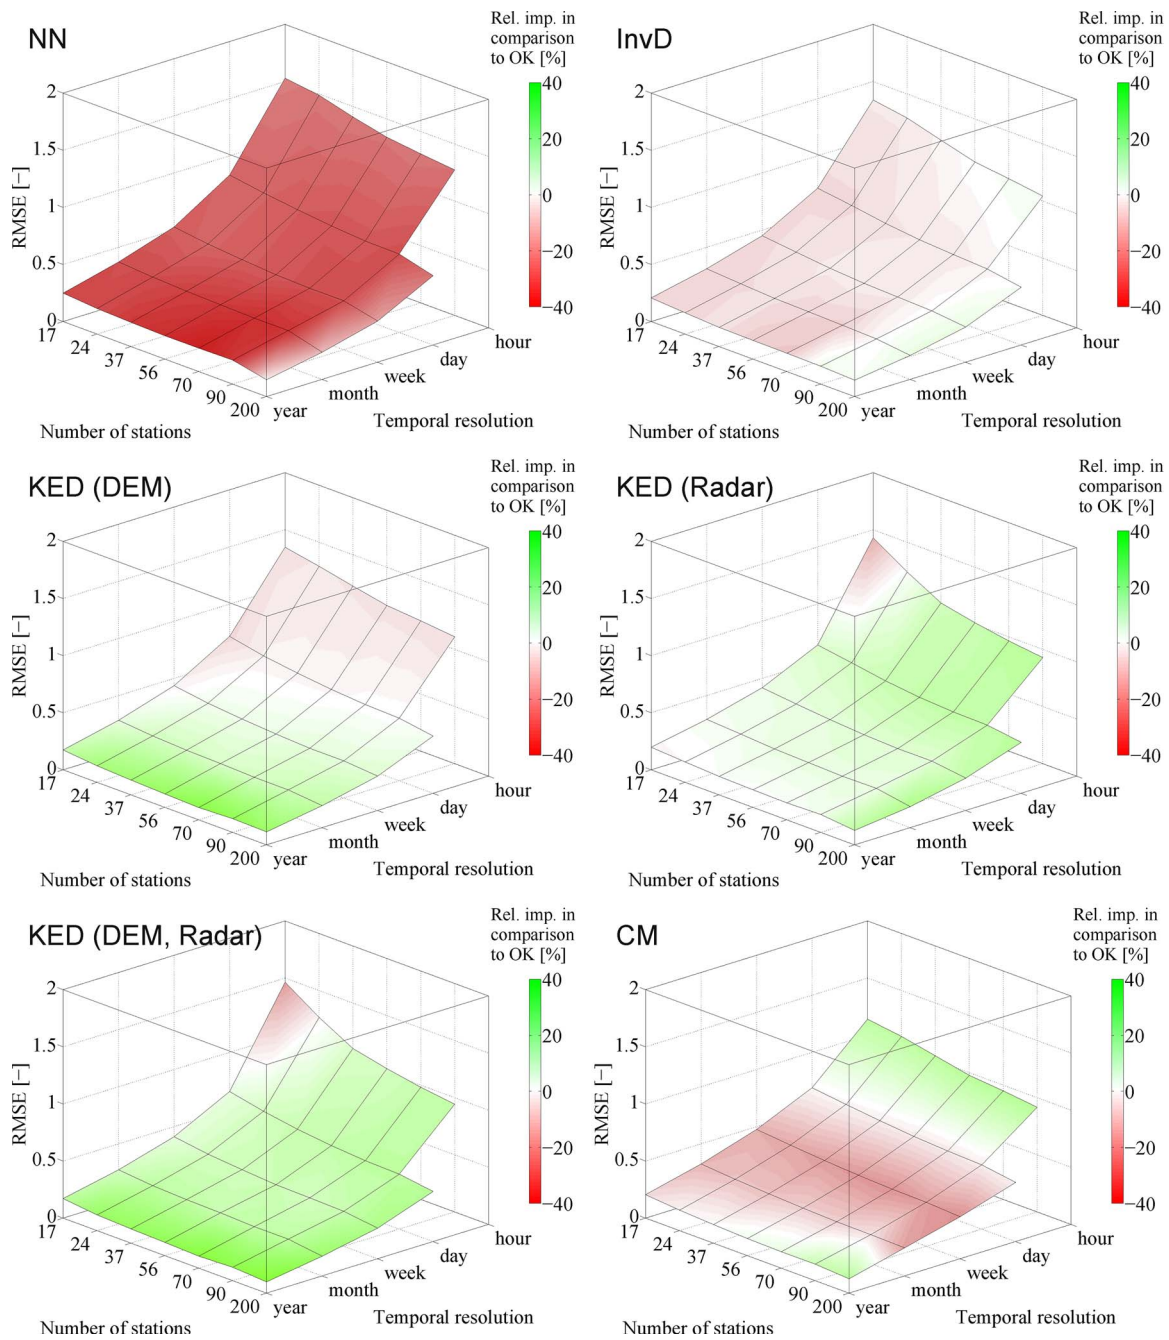 NN
Rel. imp. in
comparison
to OK [%]
40
20
0
−20
−40
2
1.5
1
0.5
0
RMSE [−]
17
24
37
56
70
90
200
Number of stations
year
month
week
day
hour
Temporal resolution
InvD
Rel. imp. in
comparison
to OK [%]
40
20
0
−20
−40
2
1.5
1
0.5
0
RMSE [−]
17
24
37
56
70
90
200
Number of stations
year
month
week
day
hour
Temporal resolution
KED (DEM)
Rel. imp. in
comparison
to OK [%]
40
20
0
−20
−40
2
1.5
1
0.5
0
RMSE [−]
17
24
37
56
70
90
200
Number of stations
year
month
week
day
hour
Temporal resolution
KED (Radar)
Rel. imp. in
comparison
to OK [%]
40
20
0
−20
−40
2
1.5
1
0.5
0
RMSE [−]
17
24
37
56
70
90
200
Number of stations
year
month
week
day
hour
Temporal resolution
KED (DEM, Radar)
Rel. imp. in
comparison
to OK [%]
40
20
0
−20
−40
2
1.5
1
0.5
0
RMSE [−]
17
24
37
56
70
90
200
Number of stations
year
month
week
day
hour
Temporal resolution
CM
Rel. imp. in
comparison
to OK [%]
40
20
0
−20
−40
2
1.5
1
0.5
0
RMSE [−]
17
24
37
56
70
90
200
Number of stations
year
month
week
day
hour
Temporal resolution